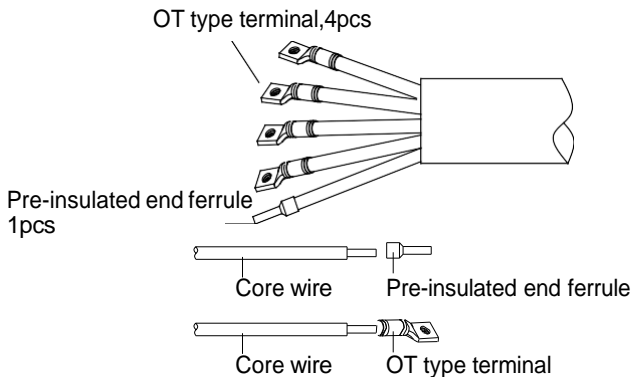 OT type terminal,4pcs
Pre-insulated end ferrule
1pcs
Core wire
Pre-insulated end ferrule
Core wire
OT type terminal